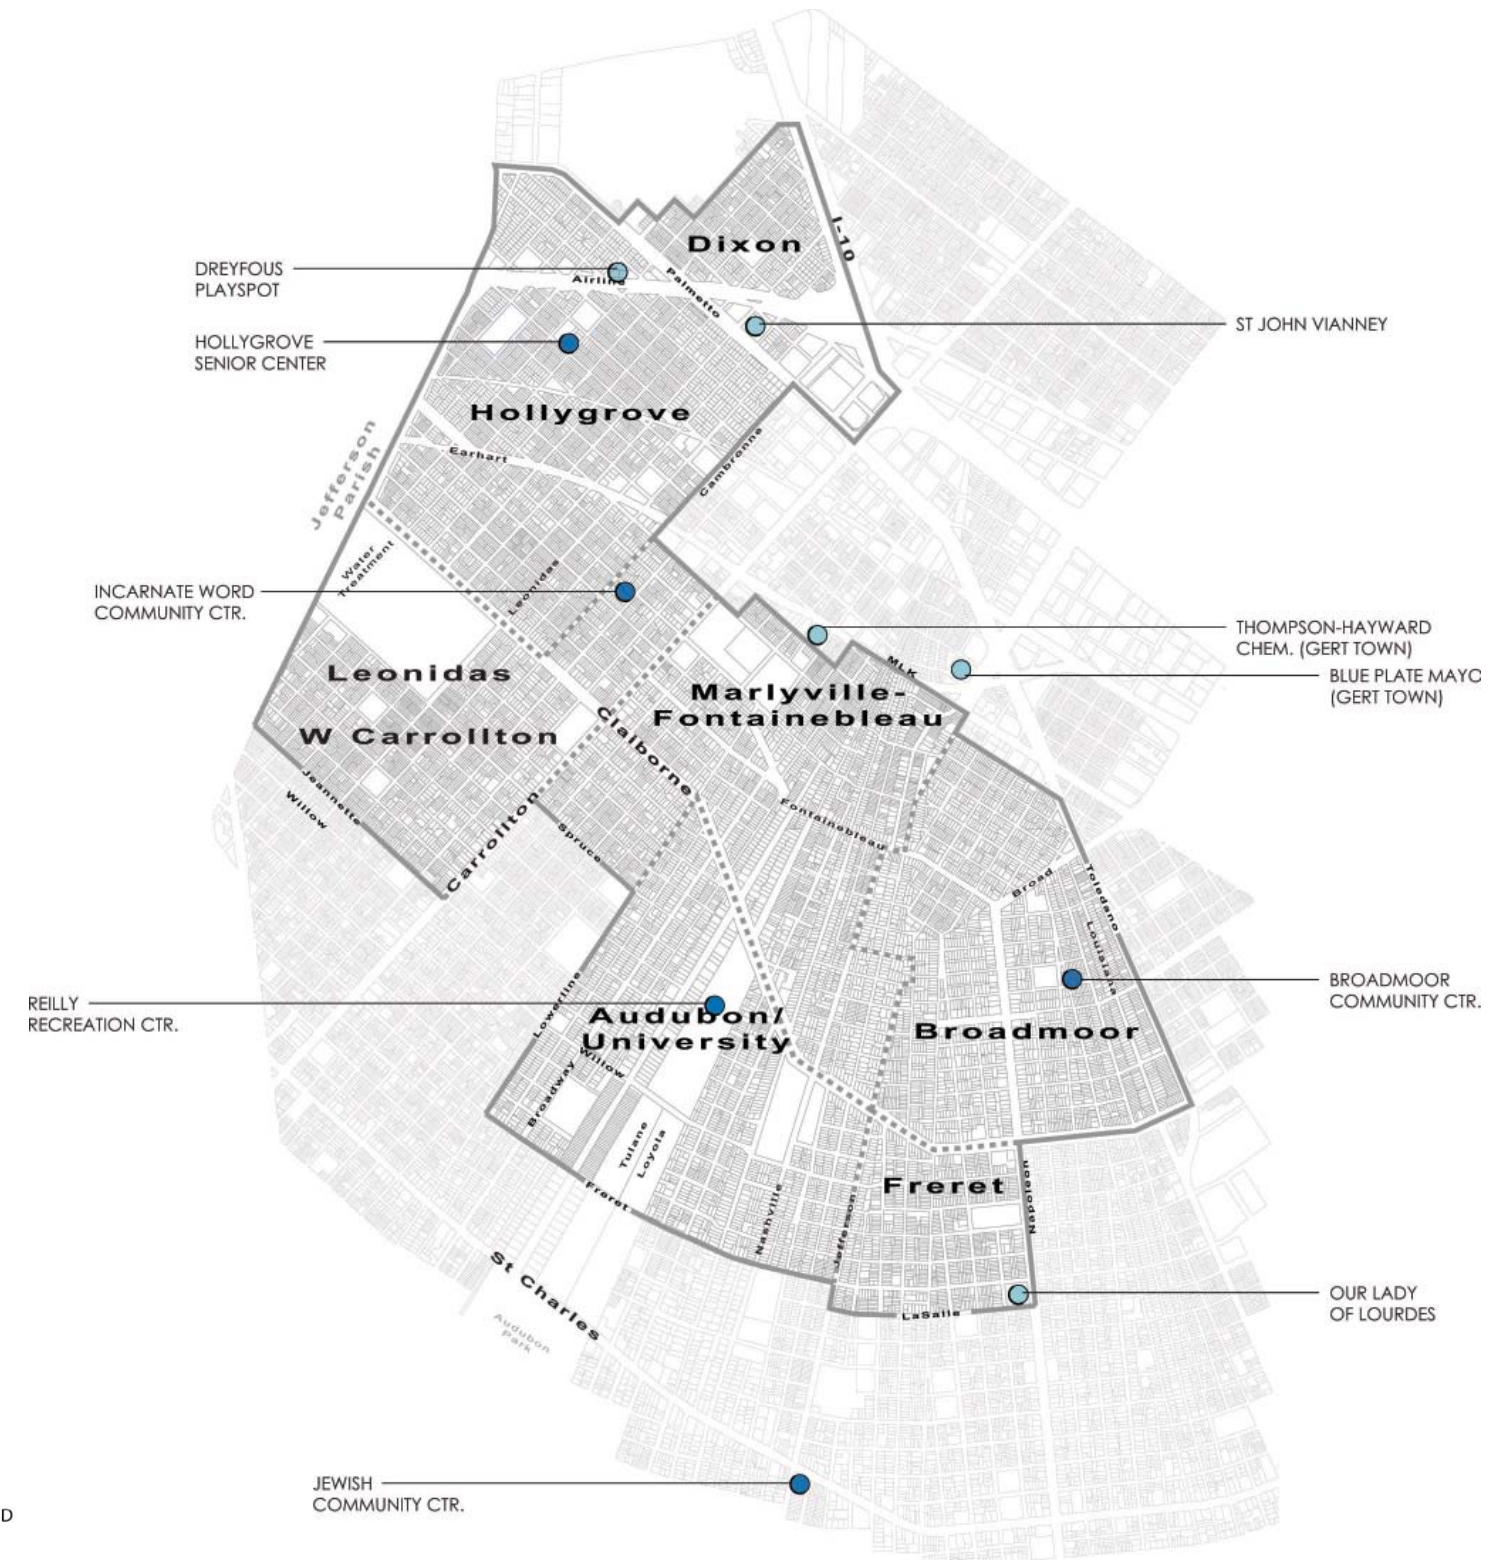 Dixon
I-10
DREYFOUS
PLAYSPOT
Airline
Palmetto
ST JOHN VIANNEY
HOLLYGROVE
SENIOR CENTER
Hollygrove
Jefferson
Parish
Earhart
Cambronne
Water
Treatment
Leonidas
INCARNATE WORD
COMMUNITY CTR.
THOMPSON-HAYWARD
CHEM. (GERT TOWN)
MLK
BLUE PLATE MAYO
(GERT TOWN)
Leonidas
W Carrollton
Marlyville-
Fontainebleau
Claiborne
Jeannette
Willow
Carrollton
Spruce
Fontainebleau
Broad
Toledano
Louisiana
BROADMOOR
COMMUNITY CTR.
REILLY
RECREATION CTR.
Lowerline
Audubon/
University
Broadmoor
Willow
Broadway
Tulane
Loyola
Freret
Nashville
Jefferson
Freret
Napoleon
St Charles
Audubon
Park
LaSalle
OUR LADY
OF LOURDES
JEWISH
COMMUNITY CTR.
D